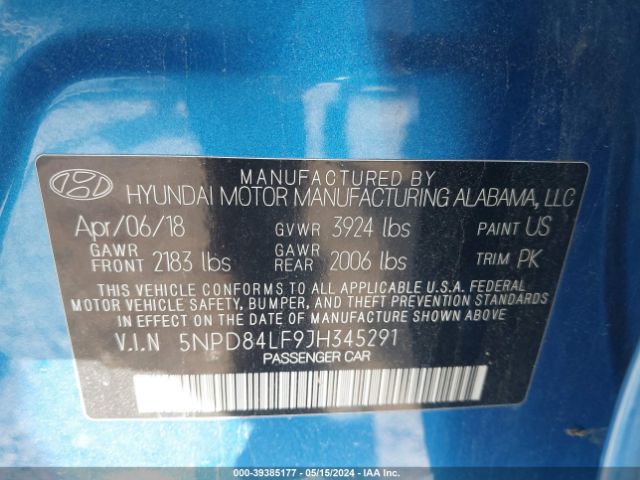 MANUFACTURED BY
HYUNDAI MOTOR MANUFACTURING ALABAMA, LLC
Apr/06/18 GVWR 3924 lbs PAINT US
GAWR FRONT 2183 lbs GAWR REAR 2006 lbs TRIM PK
THIS VEHICLE CONFORMS TO ALL APPLICABLE U.S.A. FEDERAL
MOTOR VEHICLE SAFETY, BUMPER, AND THEFT PREVENTION STANDARDS
IN EFFECT ON THE DATE OF MANUFACTURE SHOWN ABOVE.
V.I.N 5NPD84LF9JH345291
PASSENGER CAR
000-39385177 - 05/15/2024 - IAA Inc.